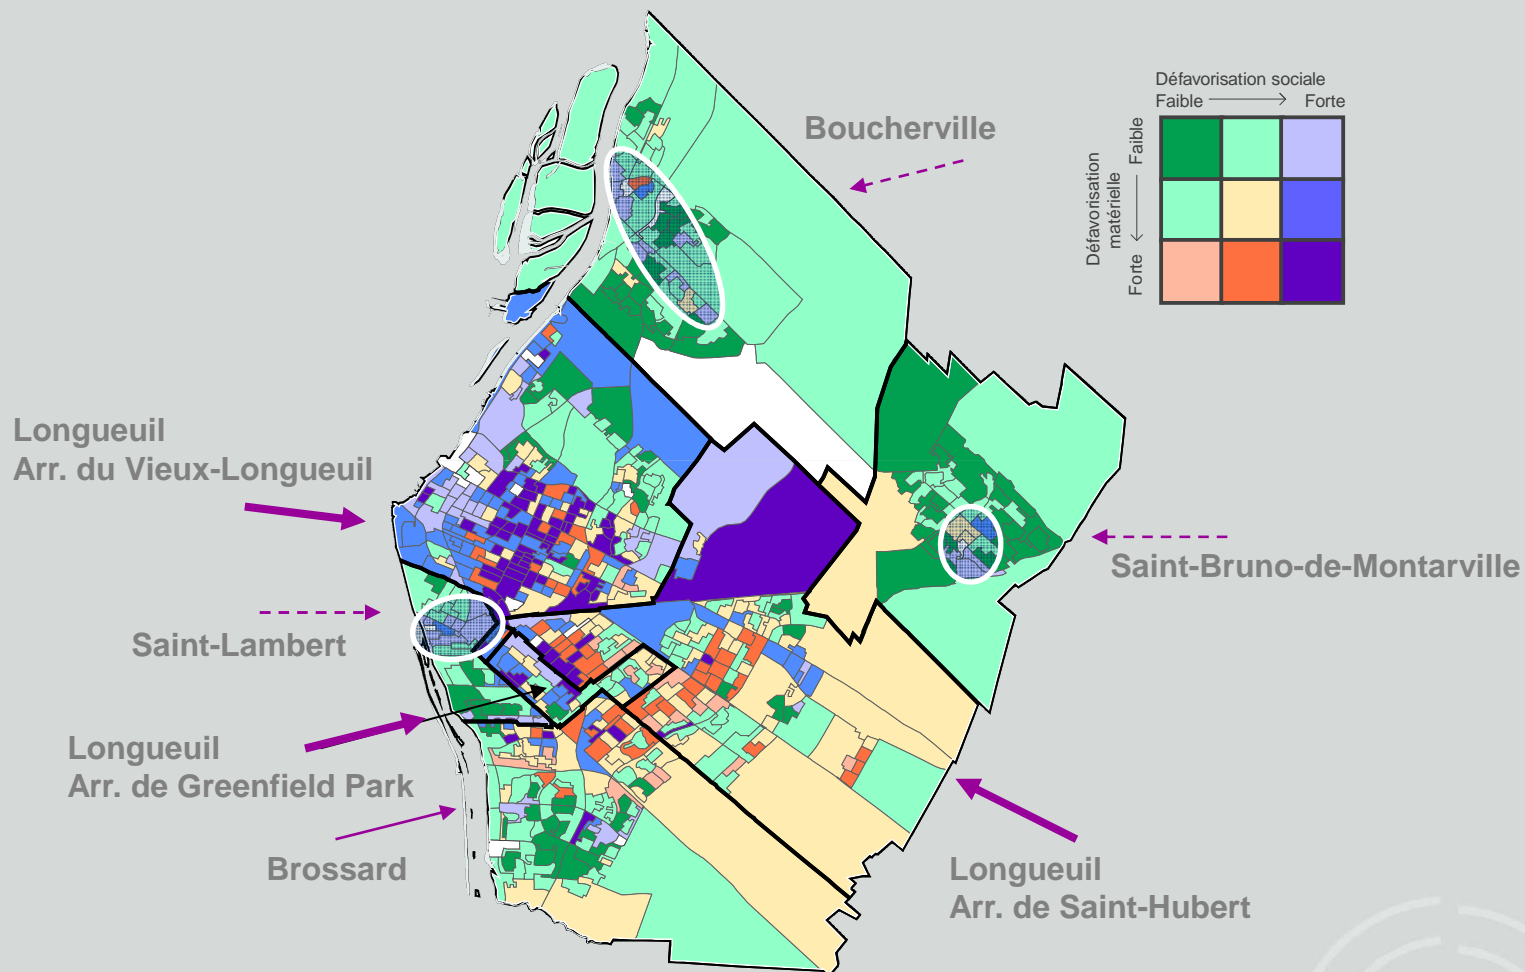 Défavorisation sociale
Faible Forte
Défavorisation
matérielle
Faible
Forte
Boucherville
Longueuil
Arr. du Vieux-Longueuil
Saint-Bruno-de-Montarville
Saint-Lambert
Longueuil
Arr. de Greenfield Park
Brossard
Longueuil
Arr. de Saint-Hubert